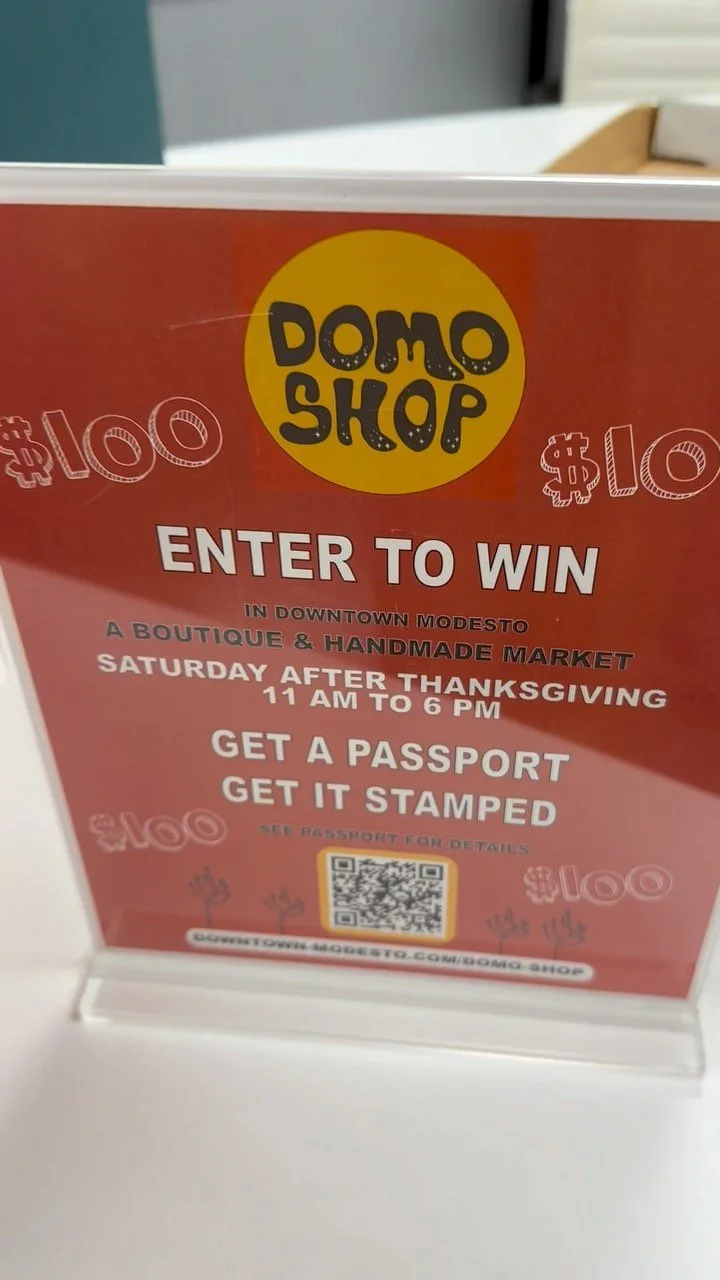 DOMO
SHOP
$100
$10
ENTER TO WIN
IN DOWNTOWN MODESTO
A BOUTIQUE & HANDMADE MARKET
SATURDAY AFTER THANKSGIVING
11 AM TO 6 PM
GET A PASSPORT
GET IT STAMPED
SEE PASSPORT FOR DETAILS
$100
$100
DOWNTOWN-MODESTO.COM/DOMO-SHOP